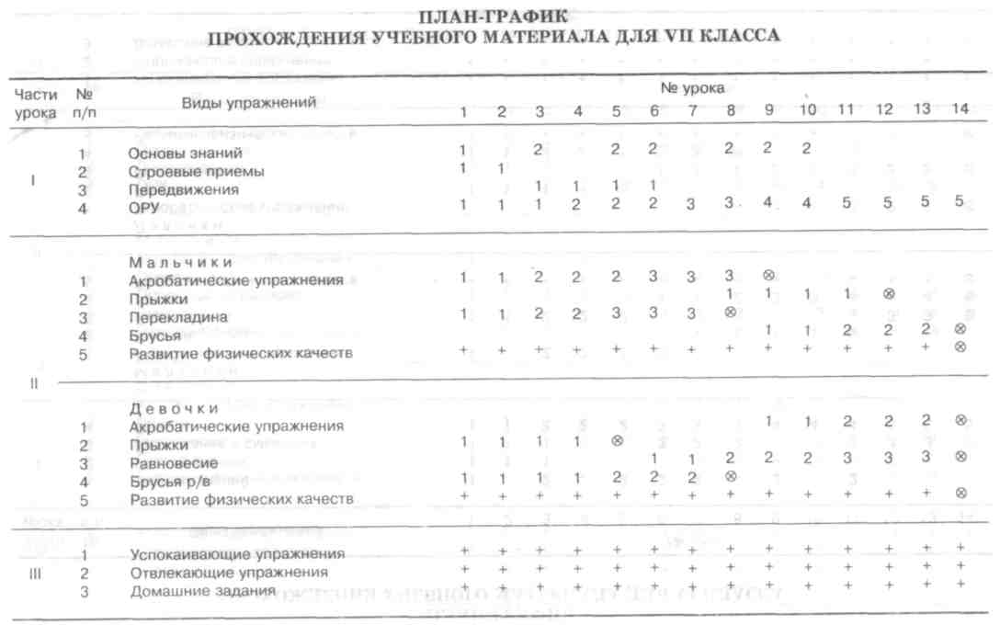 ПЛАН-ГРАФИК
ПРОХОЖДЕНИЯ УЧЕБНОГО МАТЕРИАЛА ДЛЯ VII КЛАССА
Части урока № п/п Виды упражнений № урока
1 2 3 4 5 6 7 8 9 10 11 12 13 14
I
1 Основы знаний 1 2 2 2 2 2 2
2 Строевые приемы 1 1
3 Передвижения 1 1 1 1
4 ОРУ 1 1 1 2 2 2 3 3 4 4 5 5 5 5
II
Мальчики
1 Акробатические упражнения 1 1 2 2 2 3 3 3 ⊗
2 Прыжки 1 1 1 1 ⊗
3 Перекладина 1 1 2 2 3 3 3 ⊗
4 Брусья 1 1 2 2 2 ⊗
5 Развитие физических качеств + + + + + + + + + + + + + ⊗
Девочки
1 Акробатические упражнения 1 1 2 2 2 ⊗
2 Прыжки 1 1 1 1 ⊗
3 Равновесие 1 1 2 2 2 3 3 3 ⊗
4 Брусья р/в 1 1 1 1 2 2 2 ⊗
5 Развитие физических качеств + + + + + + + + + + + + + ⊗
III
1 Успокаивающие упражнения + + + + + + + + + + + + + +
2 Отвлекающие упражнения + + + + + + + + + + + + + +
3 Домашние задания + + + + + + + + + + + + + +